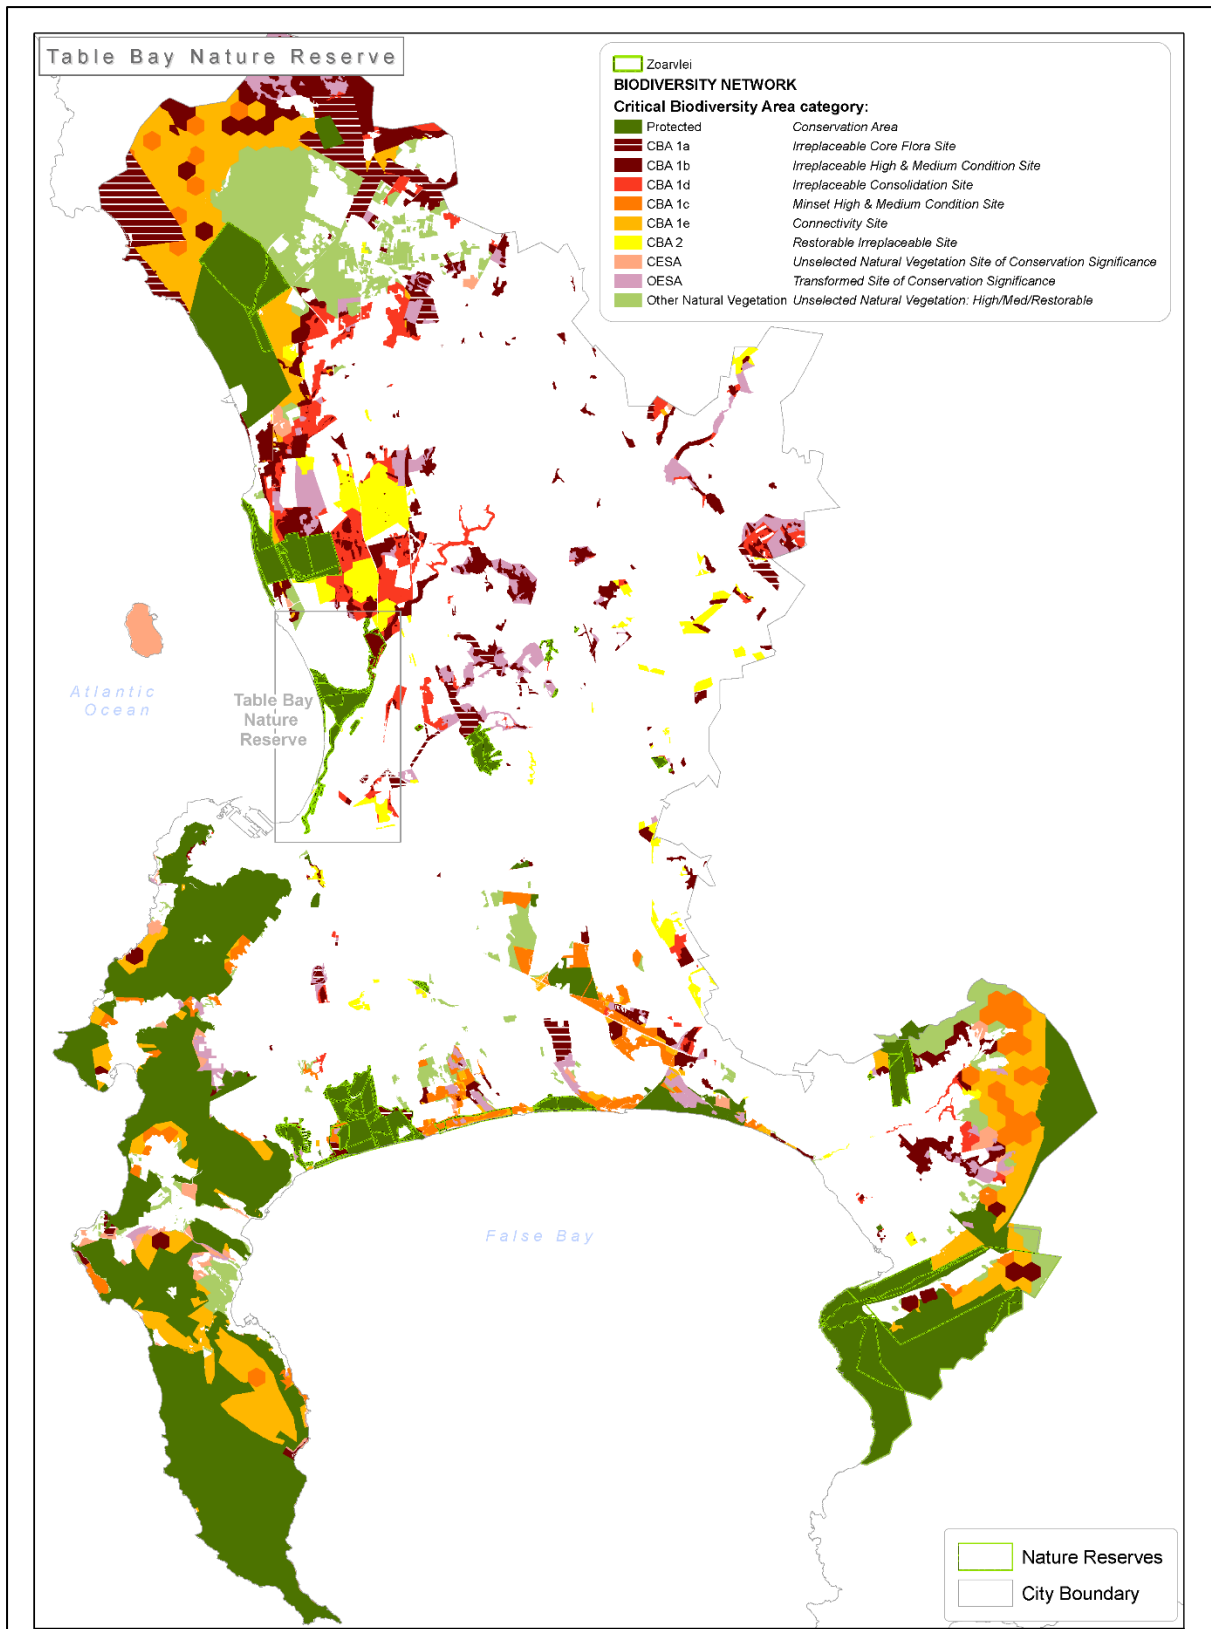 Table Bay Nature Reserve
Zoarvlei
BIODIVERSITY NETWORK
Critical Biodiversity Area category:
Protected Conservation Area
CBA 1a Irreplaceable Core Flora Site
CBA 1b Irreplaceable High & Medium Condition Site
CBA 1d Irreplaceable Consolidation Site
CBA 1c Minset High & Medium Condition Site
CBA 1e Connectivity Site
CBA 2 Restorable Irreplaceable Site
CESA Unselected Natural Vegetation Site of Conservation Significance
OESA Transformed Site of Conservation Significance
Other Natural Vegetation Unselected Natural Vegetation: High/Med/Restorable
Atlantic
Ocean
Table Bay
Nature
Reserve
False Bay
Nature Reserves
City Boundary